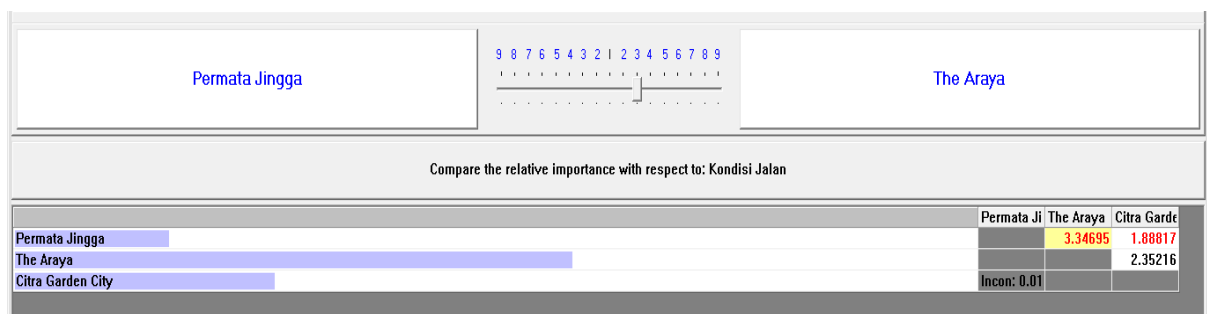 9 8 7 6 5 4 3 2 1 2 3 4 5 6 7 8 9
Permata Jingga
The Araya
Compare the relative importance with respect to: Kondisi Jalan
Permata Ji The Araya Citra Garde
Permata Jingga 3.34695 1.88817
The Araya 2.35216
Citra Garden City Incon: 0.01